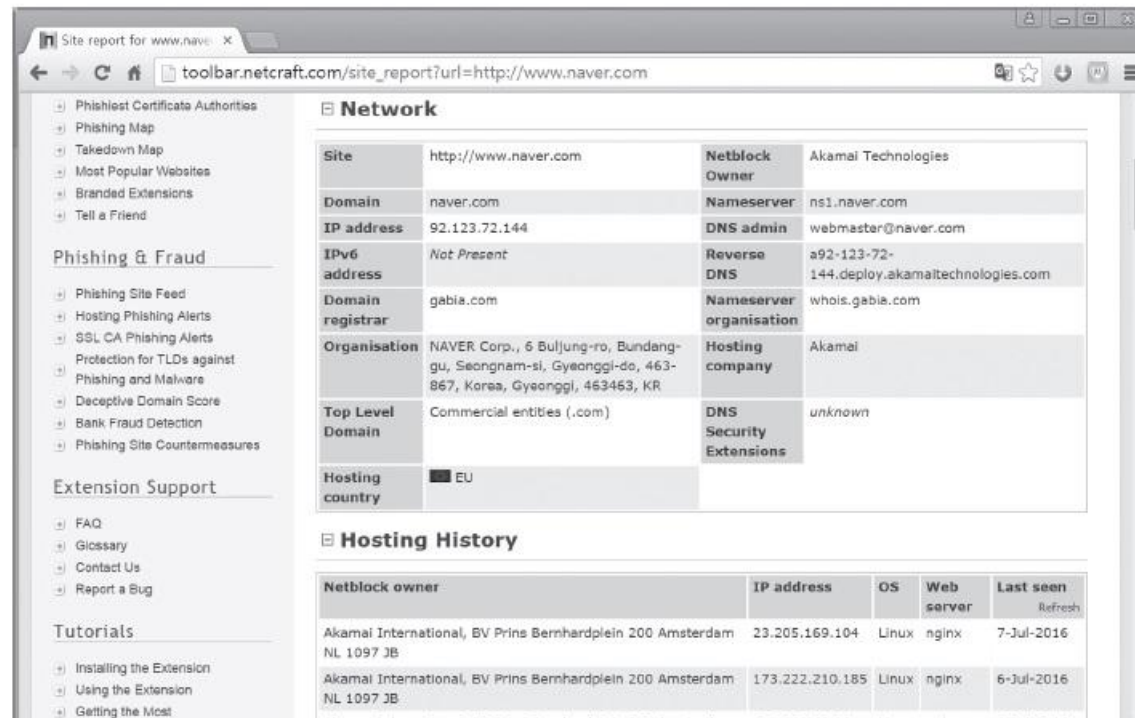 Site report for www.nave
toolbar.netcraft.com/site_report?url=http://www.naver.com
Phishiest Certificate Authorities
Phishing Map
Takedown Map
Most Popular Websites
Branded Extensions
Tell a Friend
Phishing & Fraud
Phishing Site Feed
Hosting Phishing Alerts
SSL CA Phishing Alerts
Protection for TLDs against
Phishing and Malware
Deceptive Domain Score
Bank Fraud Detection
Phishing Site Countermeasures
Extension Support
FAQ
Glossary
Contact Us
Report a Bug
Tutorials
Installing the Extension
Using the Extension
Getting the Most
Network
Site http://www.naver.com Netblock Owner Akamai Technologies
Domain naver.com Nameserver ns1.naver.com
IP address 92.123.72.144 DNS admin webmaster@naver.com
IPv6 address Not Present Reverse DNS a92-123-72-144.deploy.akamaitechnologies.com
Domain registrar gabia.com Nameserver organisation whois.gabia.com
Organisation NAVER Corp., 6 Buljung-ro, Bundang-gu, Seongnam-si, Gyeonggi-do, 463-867, Korea, Gyeonggi, 463463, KR Hosting company Akamai
Top Level Domain Commercial entities (.com) DNS Security Extensions unknown
Hosting country EU
Hosting History
Netblock owner IP address OS Web server Last seen Refresh
Akamai International, BV Prins Bernhardplein 200 Amsterdam NL 1097 JB 23.205.169.104 Linux nginx 7-Jul-2016
Akamai International, BV Prins Bernhardplein 200 Amsterdam NL 1097 JB 173.222.210.185 Linux nginx 6-Jul-2016